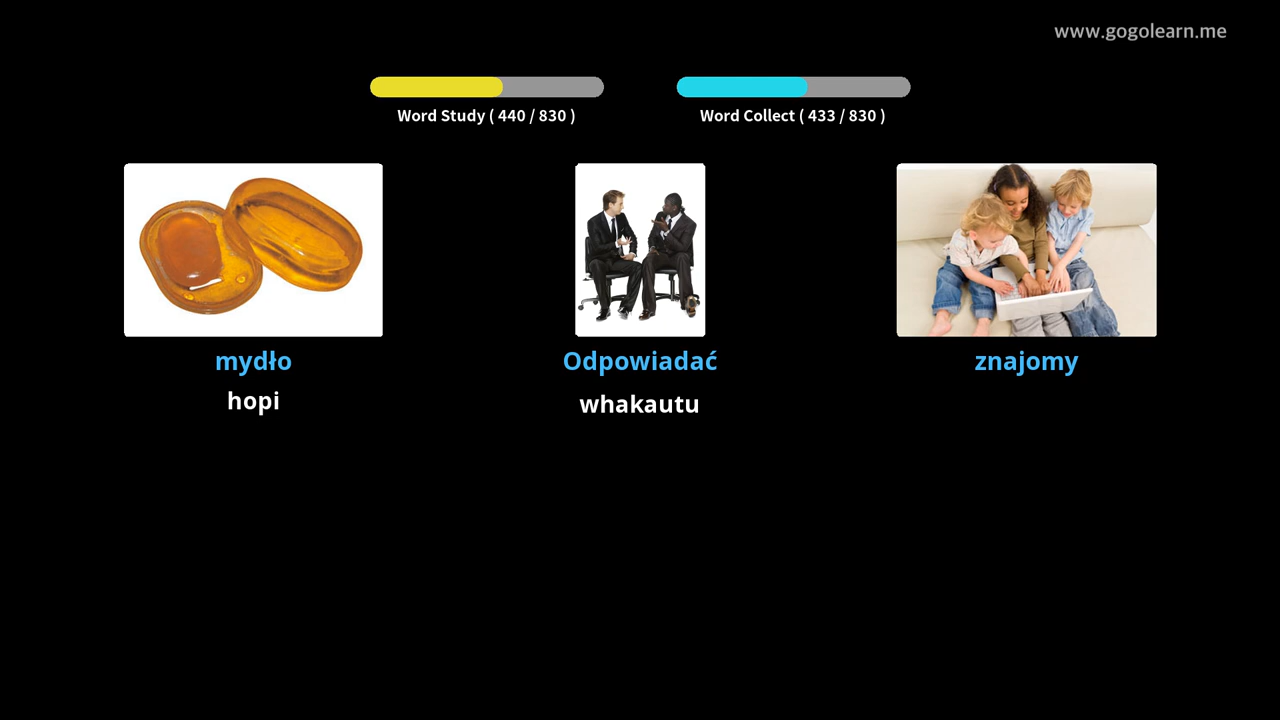 www.gogolearn.me
Word Study ( 440 / 830 )
Word Collect ( 433 / 830 )
mydło
Odpowiadać
znajomy
hopi
whakautu